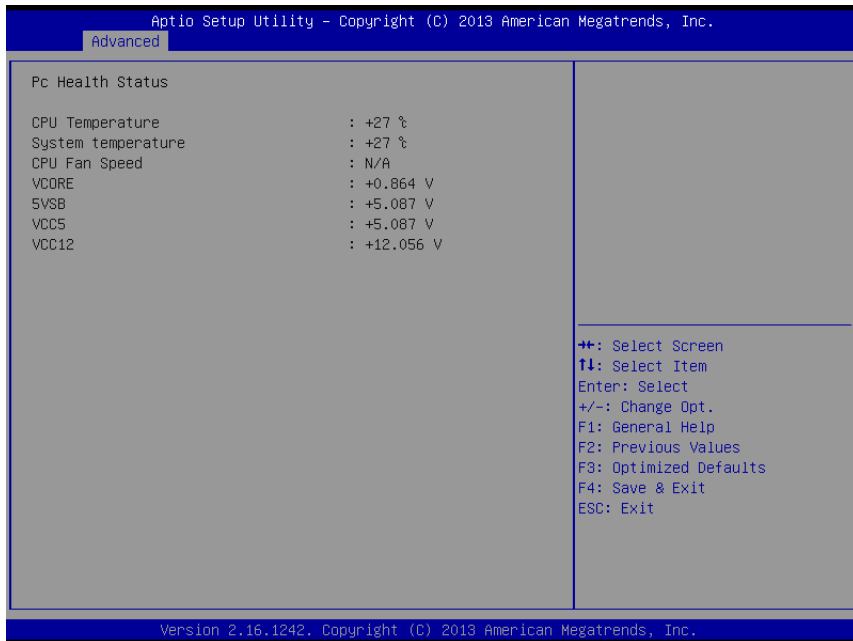 Aptio Setup Utility – Copyright (C) 2013 American Megatrends, Inc.
Advanced
Pc Health Status
CPU Temperature : +27 ℃
System temperature : +27 ℃
CPU Fan Speed : N/A
VCORE : +0.864 V
5VSB : +5.087 V
VCC5 : +5.087 V
VCC12 : +12.056 V
→←: Select Screen
↑↓: Select Item
Enter: Select
+/-: Change Opt.
F1: General Help
F2: Previous Values
F3: Optimized Defaults
F4: Save & Exit
ESC: Exit
Version 2.16.1242. Copyright (C) 2013 American Megatrends, Inc.